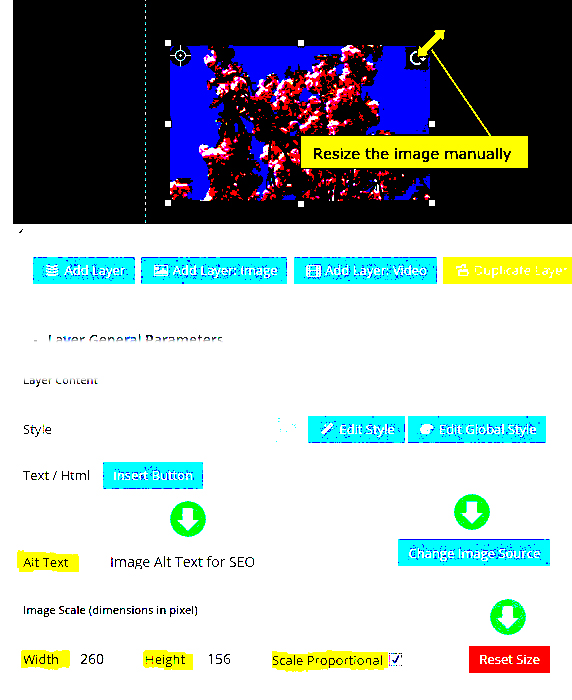 Resize the image manually
Add Layer Add Layer: Image Add Layer: Video Duplicate Layer
Layer General Parameters
Layer Content
Style Edit Style Edit Global Style
Text / Html Insert Button
Alt Text Image Alt Text for SEO Change Image Source
Image Scale (dimensions in pixel)
Width 260 Height 156 Scale Proportional Reset Size